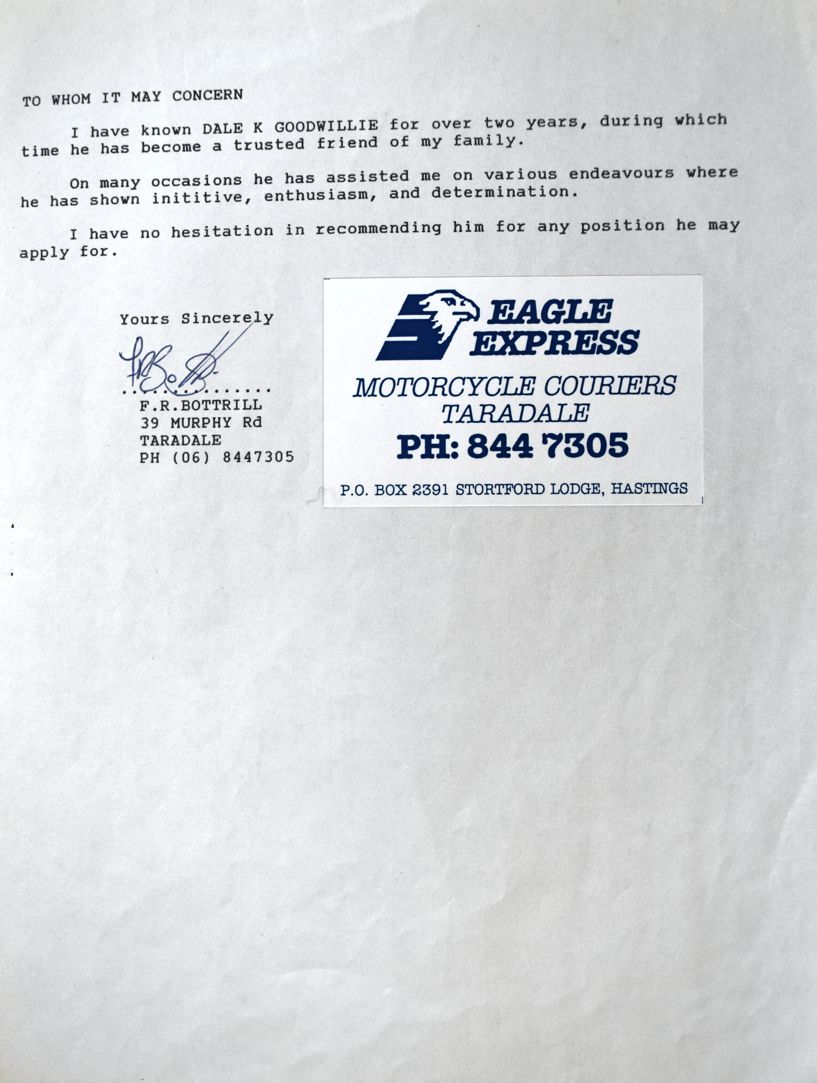 TO WHOM IT MAY CONCERN
I have known DALE K GOODWILLIE for over two years, during which
time he has become a trusted friend of my family.
On many occasions he has assisted me on various endeavours where
he has shown inititive, enthusiasm, and determination.
I have no hesitation in recommending him for any position he may
apply for.
Yours Sincerely
...............
F.R.BOTTRILL
39 MURPHY Rd
TARADALE
PH (06) 8447305
EAGLE
EXPRESS
MOTORCYCLE COURIERS
TARADALE
PH: 844 7305
P.O. BOX 2391 STORTFORD LODGE, HASTINGS